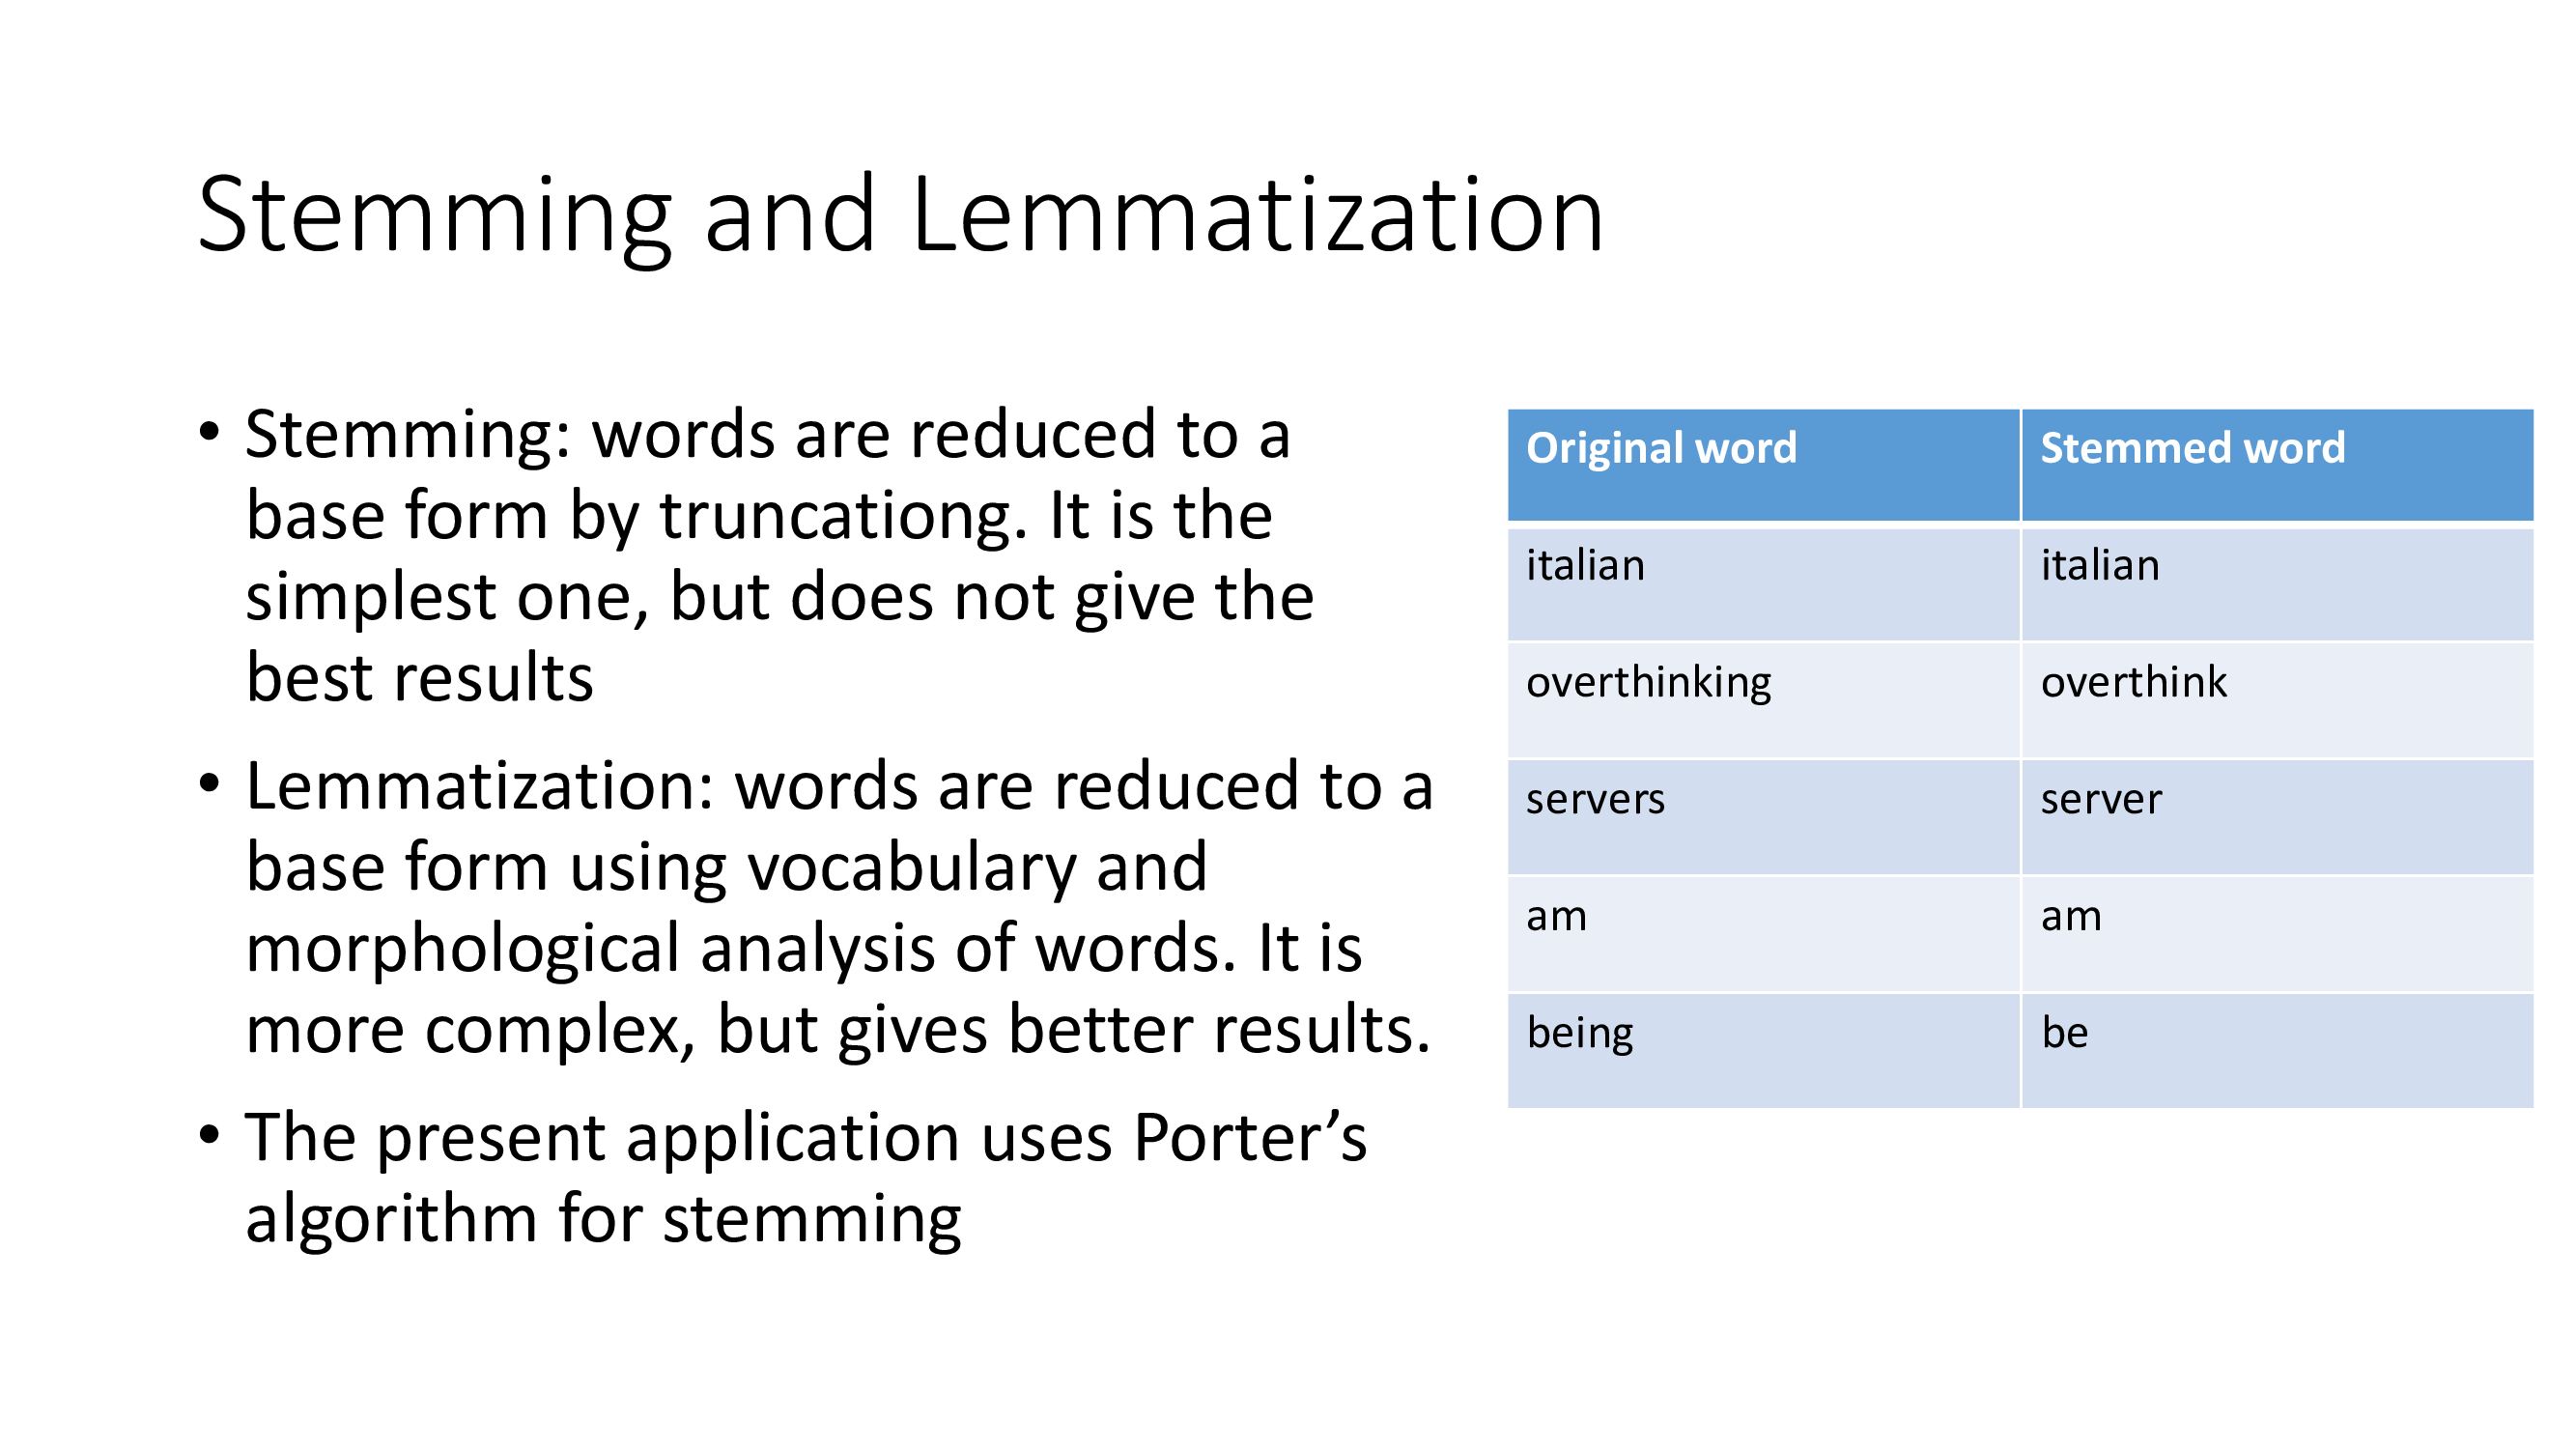 Stemming and Lemmatization
• Stemming: words are reduced to a
base form by truncationg. It is the
simplest one, but does not give the
best results
• Lemmatization: words are reduced to a
base form using vocabulary and
morphological analysis of words. It is
more complex, but gives better results.
• The present application uses Porter’s
algorithm for stemming
Original word Stemmed word
italian italian
overthinking overthink
servers server
am am
being be